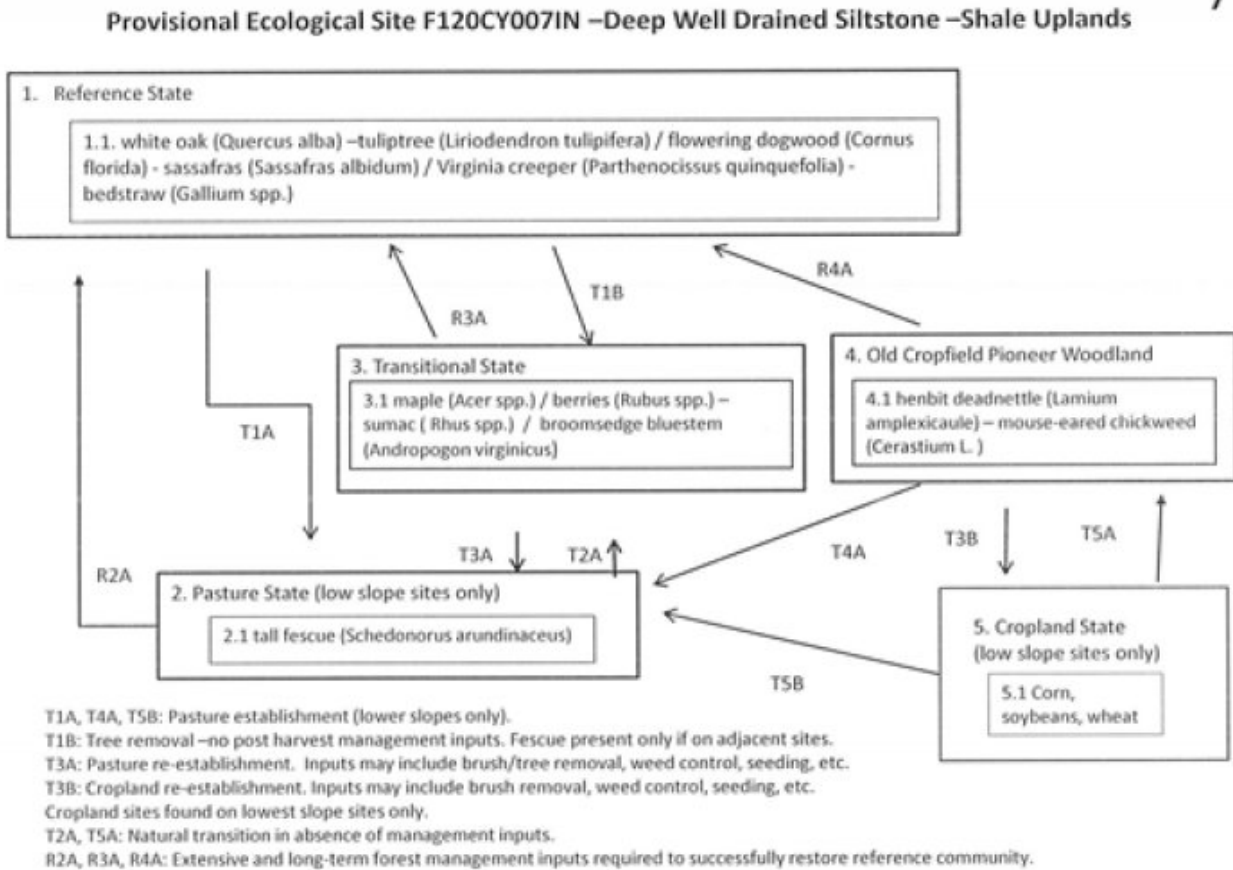 Provisional Ecological Site F120CY007IN –Deep Well Drained Siltstone –Shale Uplands
1. Reference State
1.1. white oak (Quercus alba) –tuliptree (Liriodendron tulipifera) / flowering dogwood (Cornus
florida) - sassafras (Sassafras albidum) / Virginia creeper (Parthenocissus quinquefolia) -
bedstraw (Gallium spp.)
R4A
T1B
R3A
3. Transitional State
3.1 maple (Acer spp.) / berries (Rubus spp.) –
sumac ( Rhus spp.) / broomsedge bluestem
(Andropogon virginicus)
4. Old Cropfield Pioneer Woodland
4.1 henbit deadnettle (Lamium
amplexicaule) – mouse-eared chickweed
(Cerastium L. )
T1A
T3A
T2A
T4A
T3B
T5A
R2A
2. Pasture State (low slope sites only)
2.1 tall fescue (Schedonorus arundinaceus)
5. Cropland State
(low slope sites only)
5.1 Corn,
soybeans, wheat
T5B
T1A, T4A, T5B: Pasture establishment (lower slopes only).
T1B: Tree removal –no post harvest management inputs. Fescue present only if on adjacent sites.
T3A: Pasture re-establishment. Inputs may include brush/tree removal, weed control, seeding, etc.
T3B: Cropland re-establishment. Inputs may include brush removal, weed control, seeding, etc.
Cropland sites found on lowest slope sites only.
T2A, T5A: Natural transition in absence of management inputs.
R2A, R3A, R4A: Extensive and long-term forest management inputs required to successfully restore reference community.